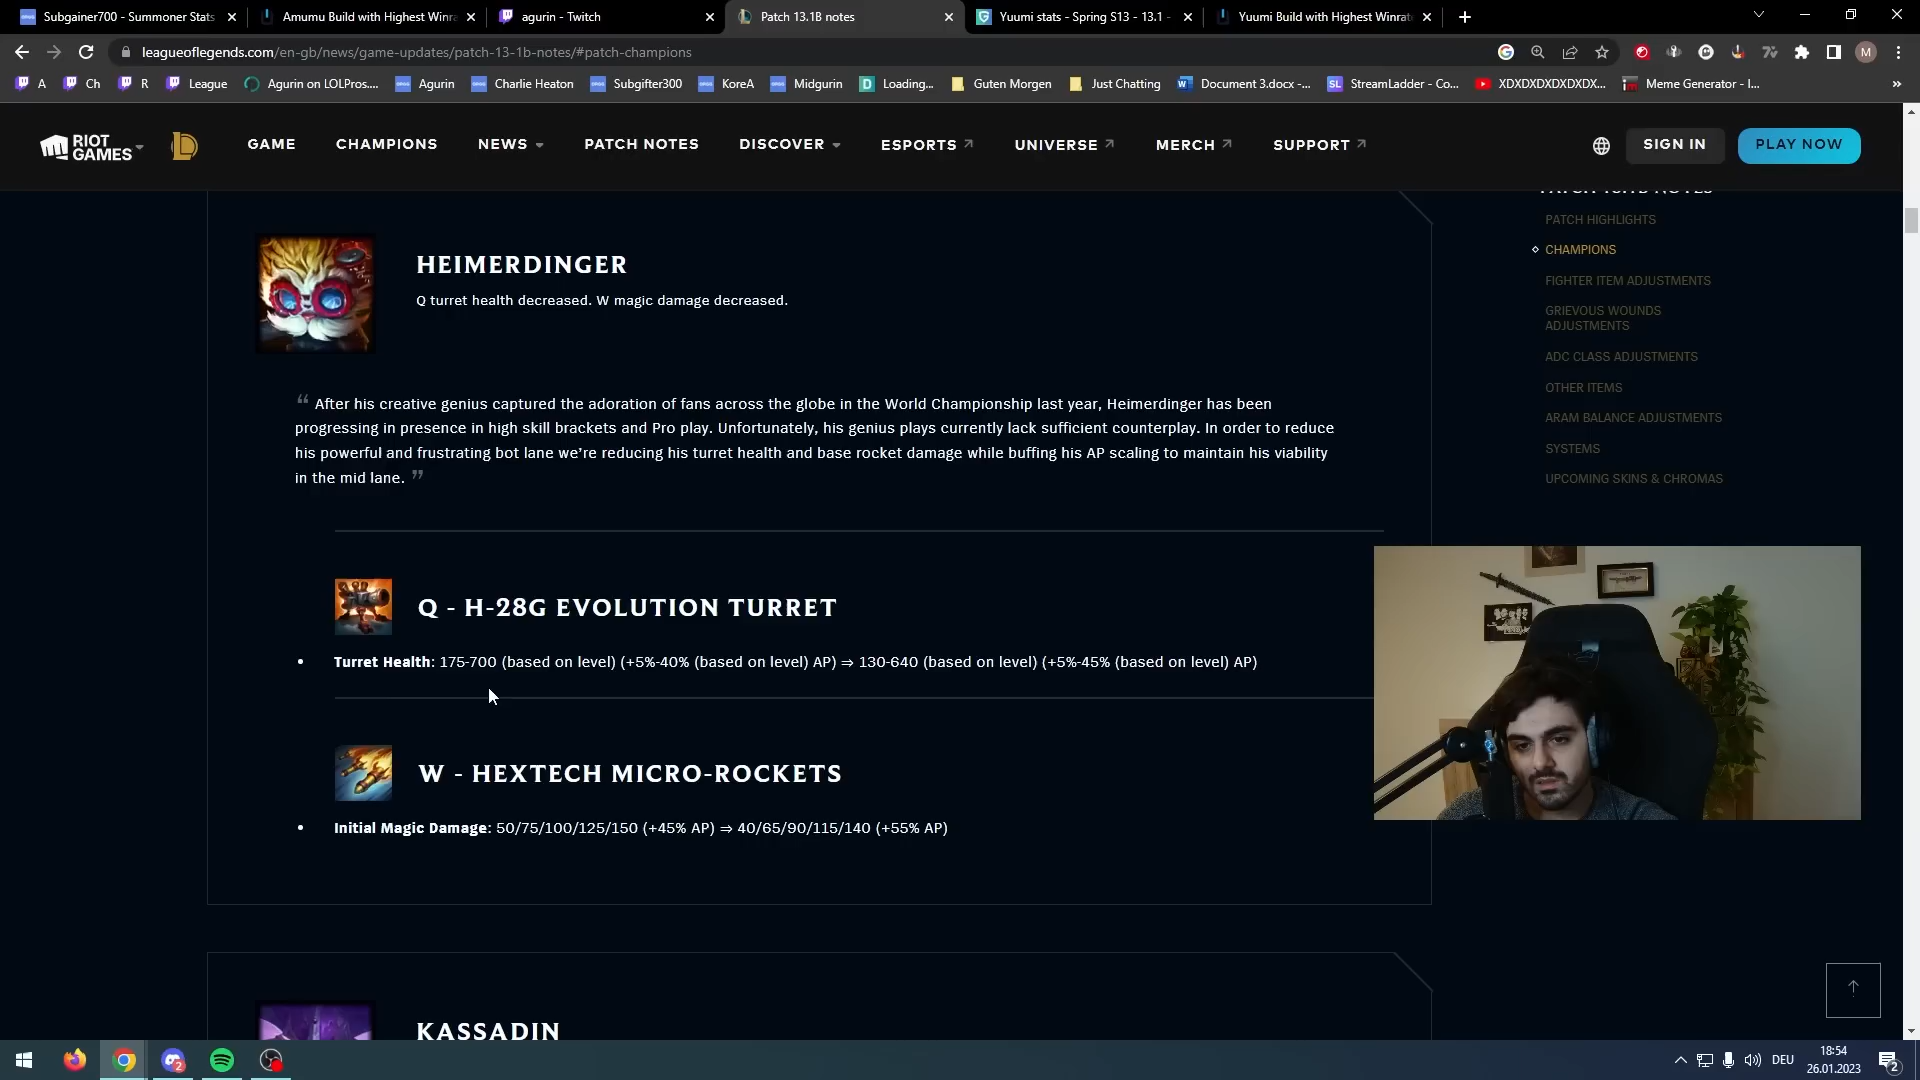 Subgainer700 - Summoner Stats
Amumu Build with Highest Winra
agurin - Twitch
Patch 13.1B notes
Yuumi stats - Spring S13 - 13.1 -
Yuumi Build with Highest Winrat
leagueoflegends.com/en-gb/news/game-updates/patch-13-1b-notes/#patch-champions
M
A
Ch
R
League
Agurin on LOLPros....
Agurin
Charlie Heaton
Subgifter300
KoreA
Midgurin
Loading...
Guten Morgen
Just Chatting
Document 3.docx -...
SL StreamLadder - Co...
XDXDXDXDXDXDX...
Meme Generator - I...
RIOT GAMES
GAME
CHAMPIONS
NEWS
PATCH NOTES
DISCOVER
ESPORTS
UNIVERSE
MERCH
SUPPORT
SIGN IN
PLAY NOW
PATCH 13.1B NOTES
PATCH HIGHLIGHTS
CHAMPIONS
FIGHTER ITEM ADJUSTMENTS
GRIEVOUS WOUNDS
ADJUSTMENTS
ADC CLASS ADJUSTMENTS
OTHER ITEMS
ARAM BALANCE ADJUSTMENTS
SYSTEMS
UPCOMING SKINS & CHROMAS
HEIMERDINGER
Q turret health decreased. W magic damage decreased.
“ After his creative genius captured the adoration of fans across the globe in the World Championship last year, Heimerdinger has been
progressing in presence in high skill brackets and Pro play. Unfortunately, his genius plays currently lack sufficient counterplay. In order to reduce
his powerful and frustrating bot lane we’re reducing his turret health and base rocket damage while buffing his AP scaling to maintain his viability
in the mid lane. ”
Q - H-28G EVOLUTION TURRET
• Turret Health: 175-700 (based on level) (+5%-40% (based on level) AP) ⇒ 130-640 (based on level) (+5%-45% (based on level) AP)
W - HEXTECH MICRO-ROCKETS
• Initial Magic Damage: 50/75/100/125/150 (+45% AP) ⇒ 40/65/90/115/140 (+55% AP)
KASSADIN
2
DEU
18:54
26.01.2023
2